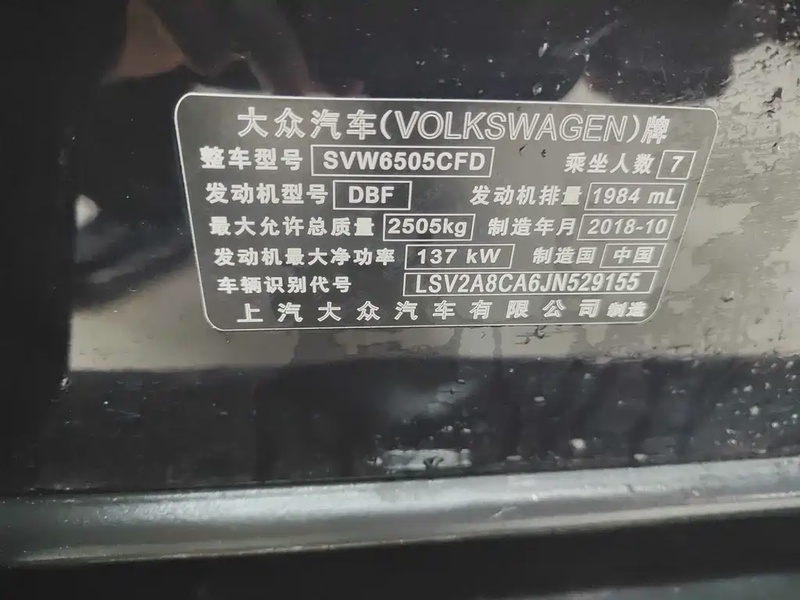 大众汽车(VOLKSWAGEN)牌
整车型号 SVW6505CFD 乘坐人数 7
发动机型号 DBF 发动机排量 1984 mL
最大允许总质量 2505kg 制造年月 2018-10
发动机最大净功率 137 kW 制造国 中国
车辆识别代号 LSV2A8CA6JN529155
上汽大众汽车有限公司 制造